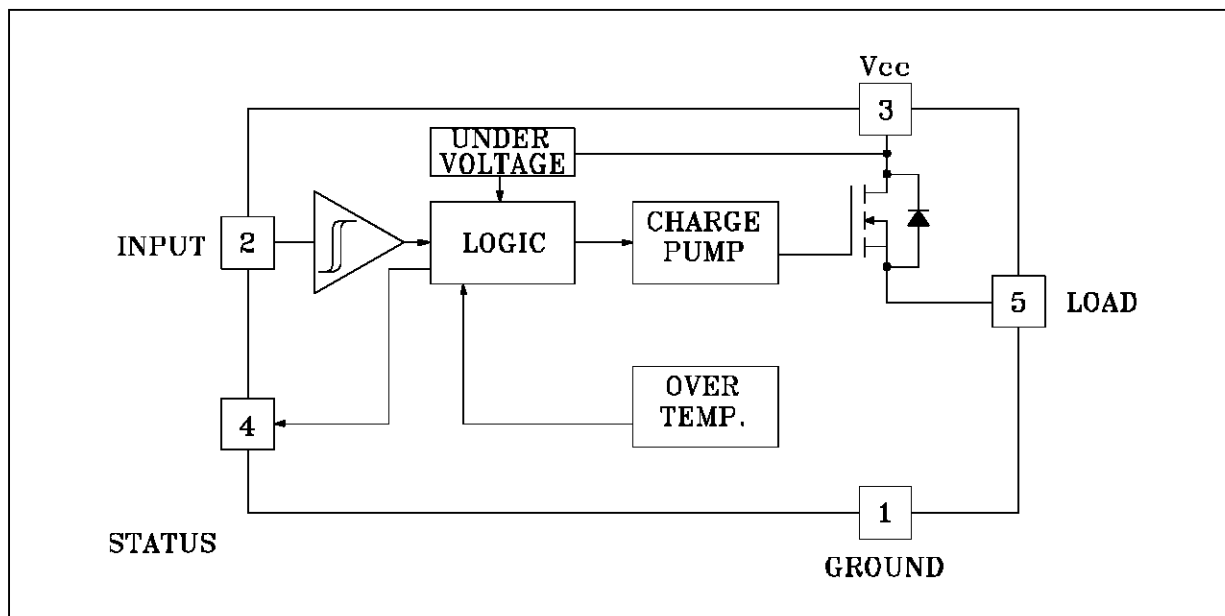 Vcc
3
UNDER
VOLTAGE
INPUT
2
LOGIC
CHARGE
PUMP
5
LOAD
4
OVER
TEMP.
1
STATUS
GROUND